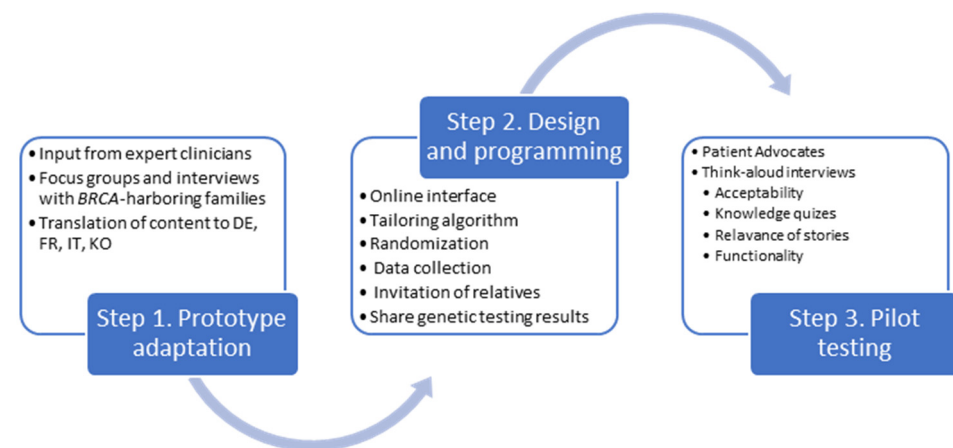 • Input from expert clinicians
• Focus groups and interviews
with BRCA-harboring families
• Translation of content to DE,
FR, IT, KO
Step 1. Prototype
adaptation
Step 2. Design
and programming
• Online interface
• Tailoring algorithm
• Randomization
• Data collection
• Invitation of relatives
• Share genetic testing results
• Patient Advocates
• Think-aloud interviews
• Acceptability
• Knowledge quizes
• Relavance of stories
• Functionality
Step 3. Pilot
testing